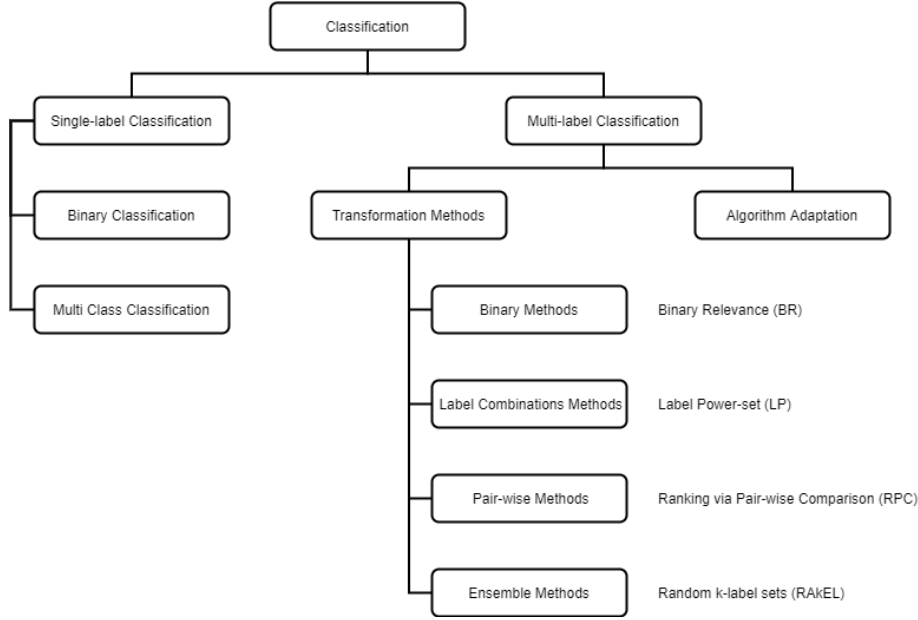 Classification
Single-label Classification
Multi-label Classification
Binary Classification
Transformation Methods
Algorithm Adaptation
Multi Class Classification
Binary Methods
Binary Relevance (BR)
Label Combinations Methods
Label Power-set (LP)
Pair-wise Methods
Ranking via Pair-wise Comparison (RPC)
Ensemble Methods
Random k-label sets (RAkEL)